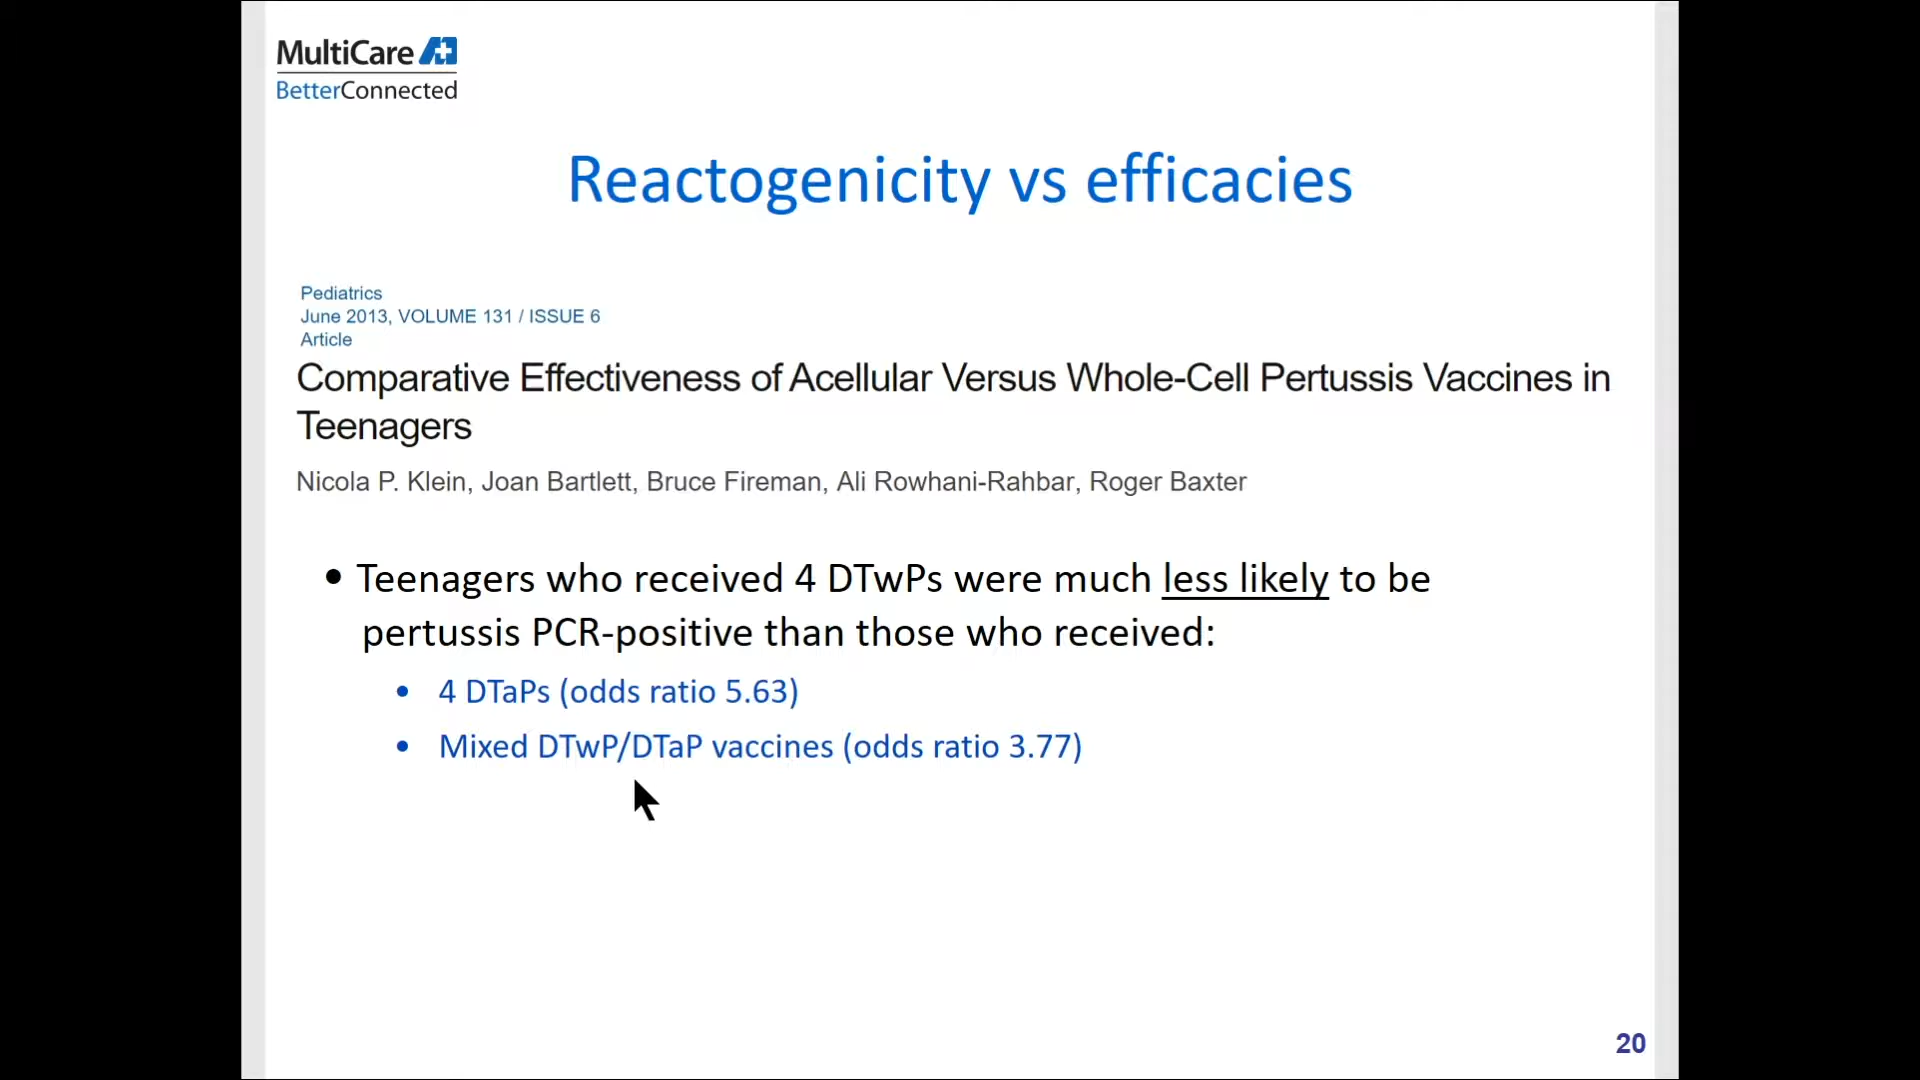 MultiCare
BetterConnected
Reactogenicity vs efficacies
Pediatrics
June 2013, VOLUME 131 / ISSUE 6
Article
Comparative Effectiveness of Acellular Versus Whole-Cell Pertussis Vaccines in
Teenagers
Nicola P. Klein, Joan Bartlett, Bruce Fireman, Ali Rowhani-Rahbar, Roger Baxter
• Teenagers who received 4 DTwPs were much less likely to be
pertussis PCR-positive than those who received:
• 4 DTaPs (odds ratio 5.63)
• Mixed DTwP/DTaP vaccines (odds ratio 3.77)
20